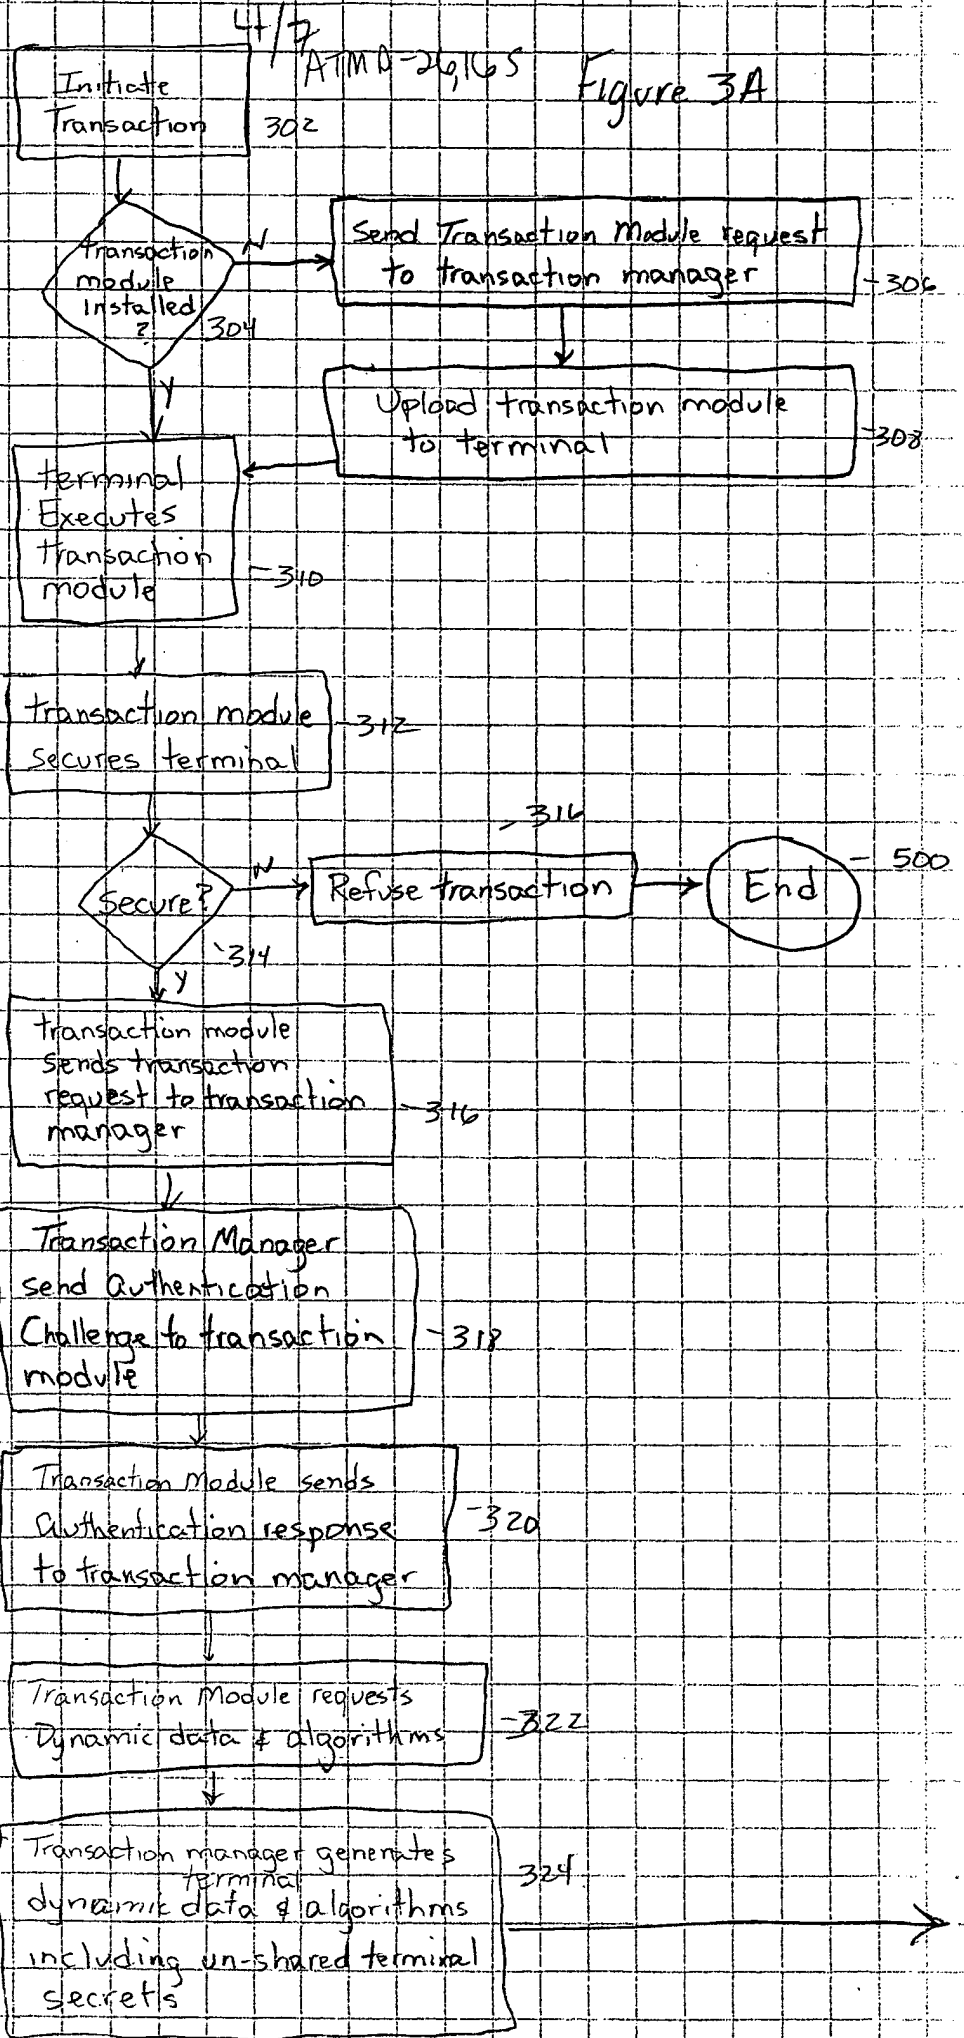 4/7
ATMD-26,165
Figure 3A
Initiate
Transaction
302
transaction
module
installed
?
304
N
Y
Send Transaction Module request
to transaction manager
306
Upload transaction module
to terminal
308
terminal
Executes
transaction
module
310
transaction module
secures terminal
312
Secure?
314
N
Y
316
Refuse transaction
End
500
transaction module
sends transaction
request to transaction
manager
316
Transaction Manager
send Authentication
Challenge to transaction
module
318
Transaction Module sends
Authentication response
to transaction manager
320
Transaction Module requests
Dynamic data & algorithms
322
Transaction manager generates
terminal
dynamic data & algorithms
including un-shared terminal
secrets
324